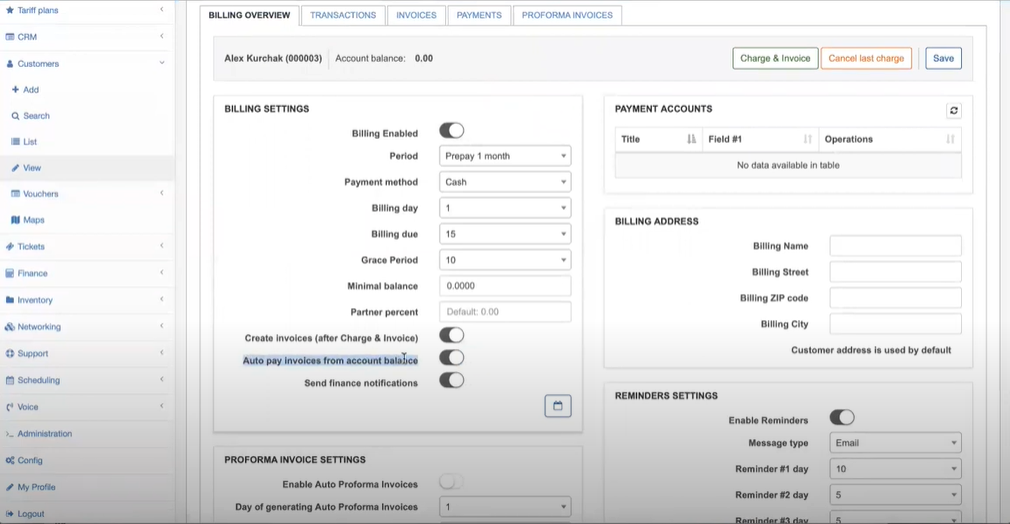 Tariff plans
CRM
Customers
Add
Search
List
View
Vouchers
Maps
Tickets
Finance
Inventory
Networking
Support
Scheduling
Voice
Administration
Config
My Profile
Logout
BILLING OVERVIEW TRANSACTIONS INVOICES PAYMENTS PROFORMA INVOICES
Alex Kurchak (000003) Account balance: 0.00 Charge & Invoice Cancel last charge Save
BILLING SETTINGS
Billing Enabled
Period Prepay 1 month
Payment method Cash
Billing day 1
Billing due 15
Grace Period 10
Minimal balance 0.0000
Partner percent Default: 0.00
Create invoices (after Charge & Invoice)
Auto pay invoices from account balance
Send finance notifications
PROFORMA INVOICE SETTINGS
Enable Auto Proforma Invoices
Day of generating Auto Proforma Invoices 1
PAYMENT ACCOUNTS
Title Field #1 Operations
No data available in table
BILLING ADDRESS
Billing Name
Billing Street
Billing ZIP code
Billing City
Customer address is used by default
REMINDERS SETTINGS
Enable Reminders
Message type Email
Reminder #1 day 10
Reminder #2 day 5
Reminder #3 day 5